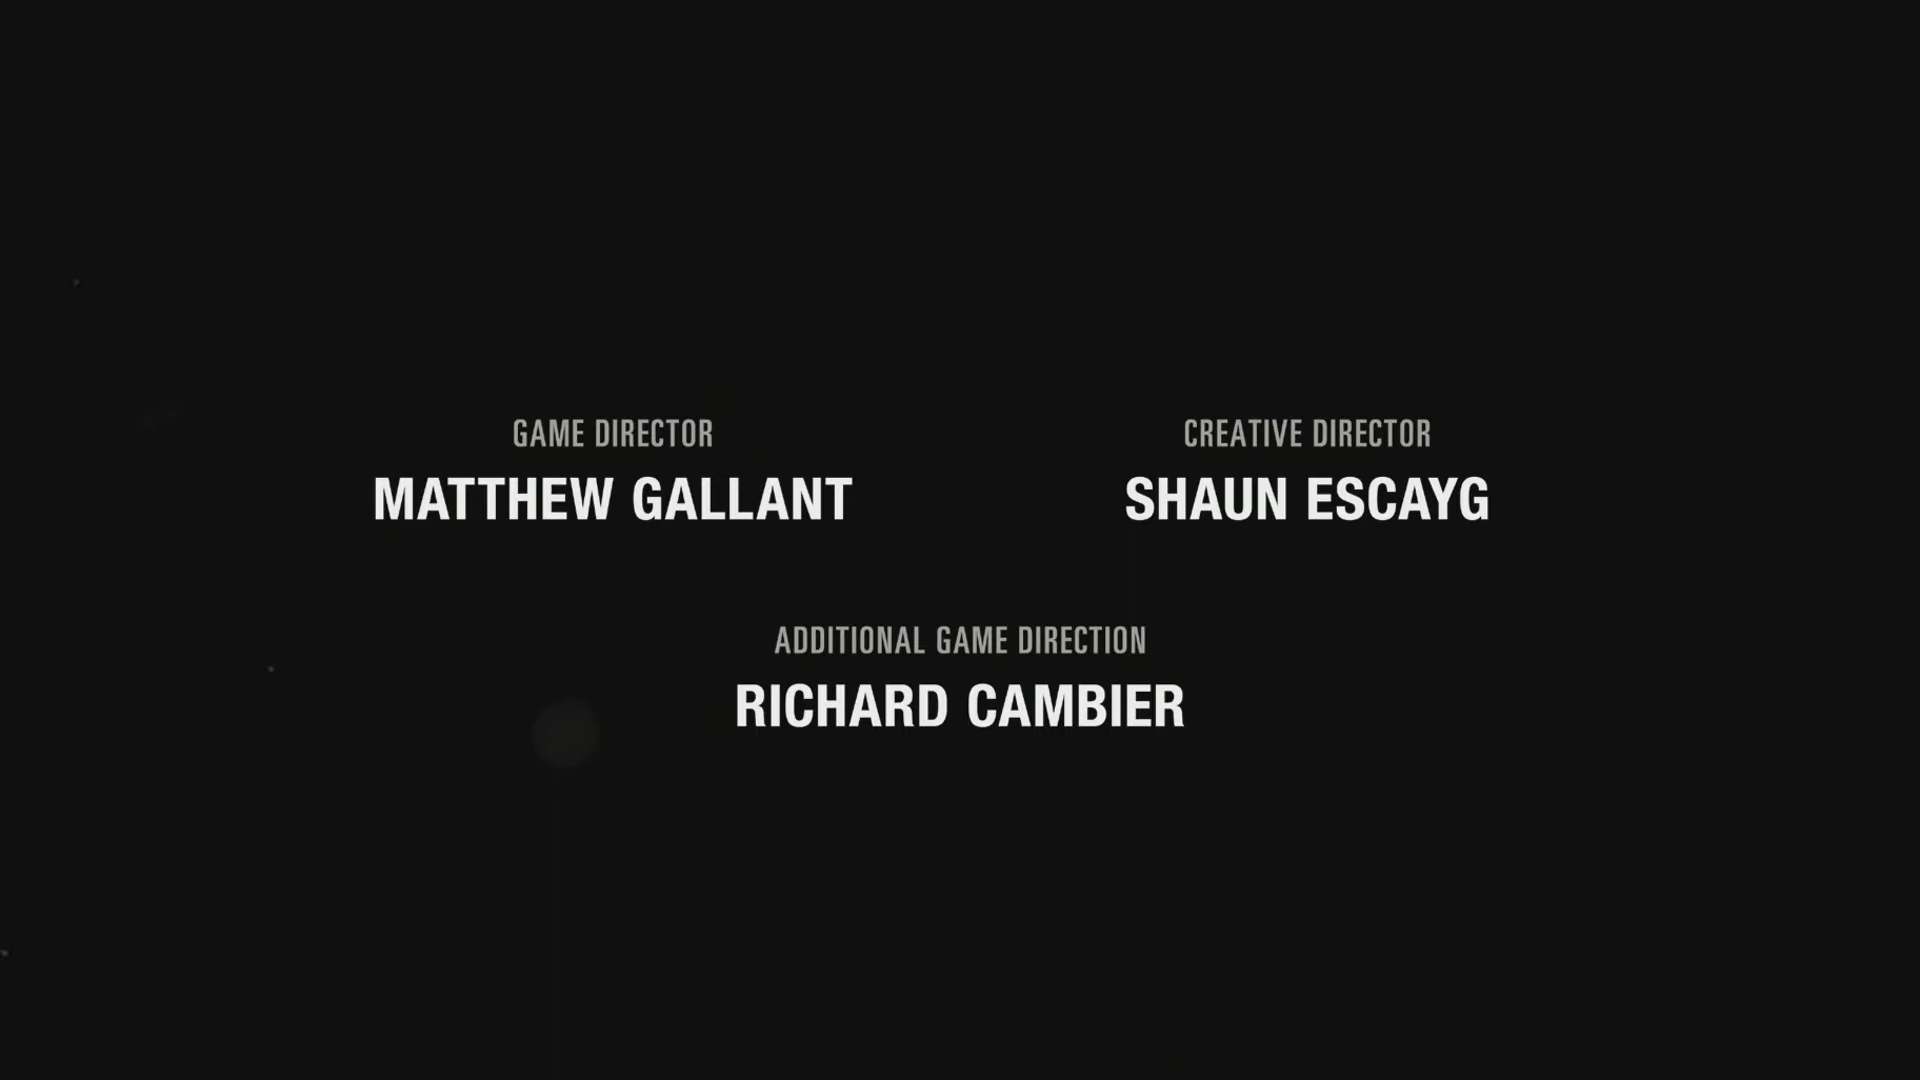 GAME DIRECTOR
MATTHEW GALLANT
CREATIVE DIRECTOR
SHAUN ESCAYG
ADDITIONAL GAME DIRECTION
RICHARD CAMBIER